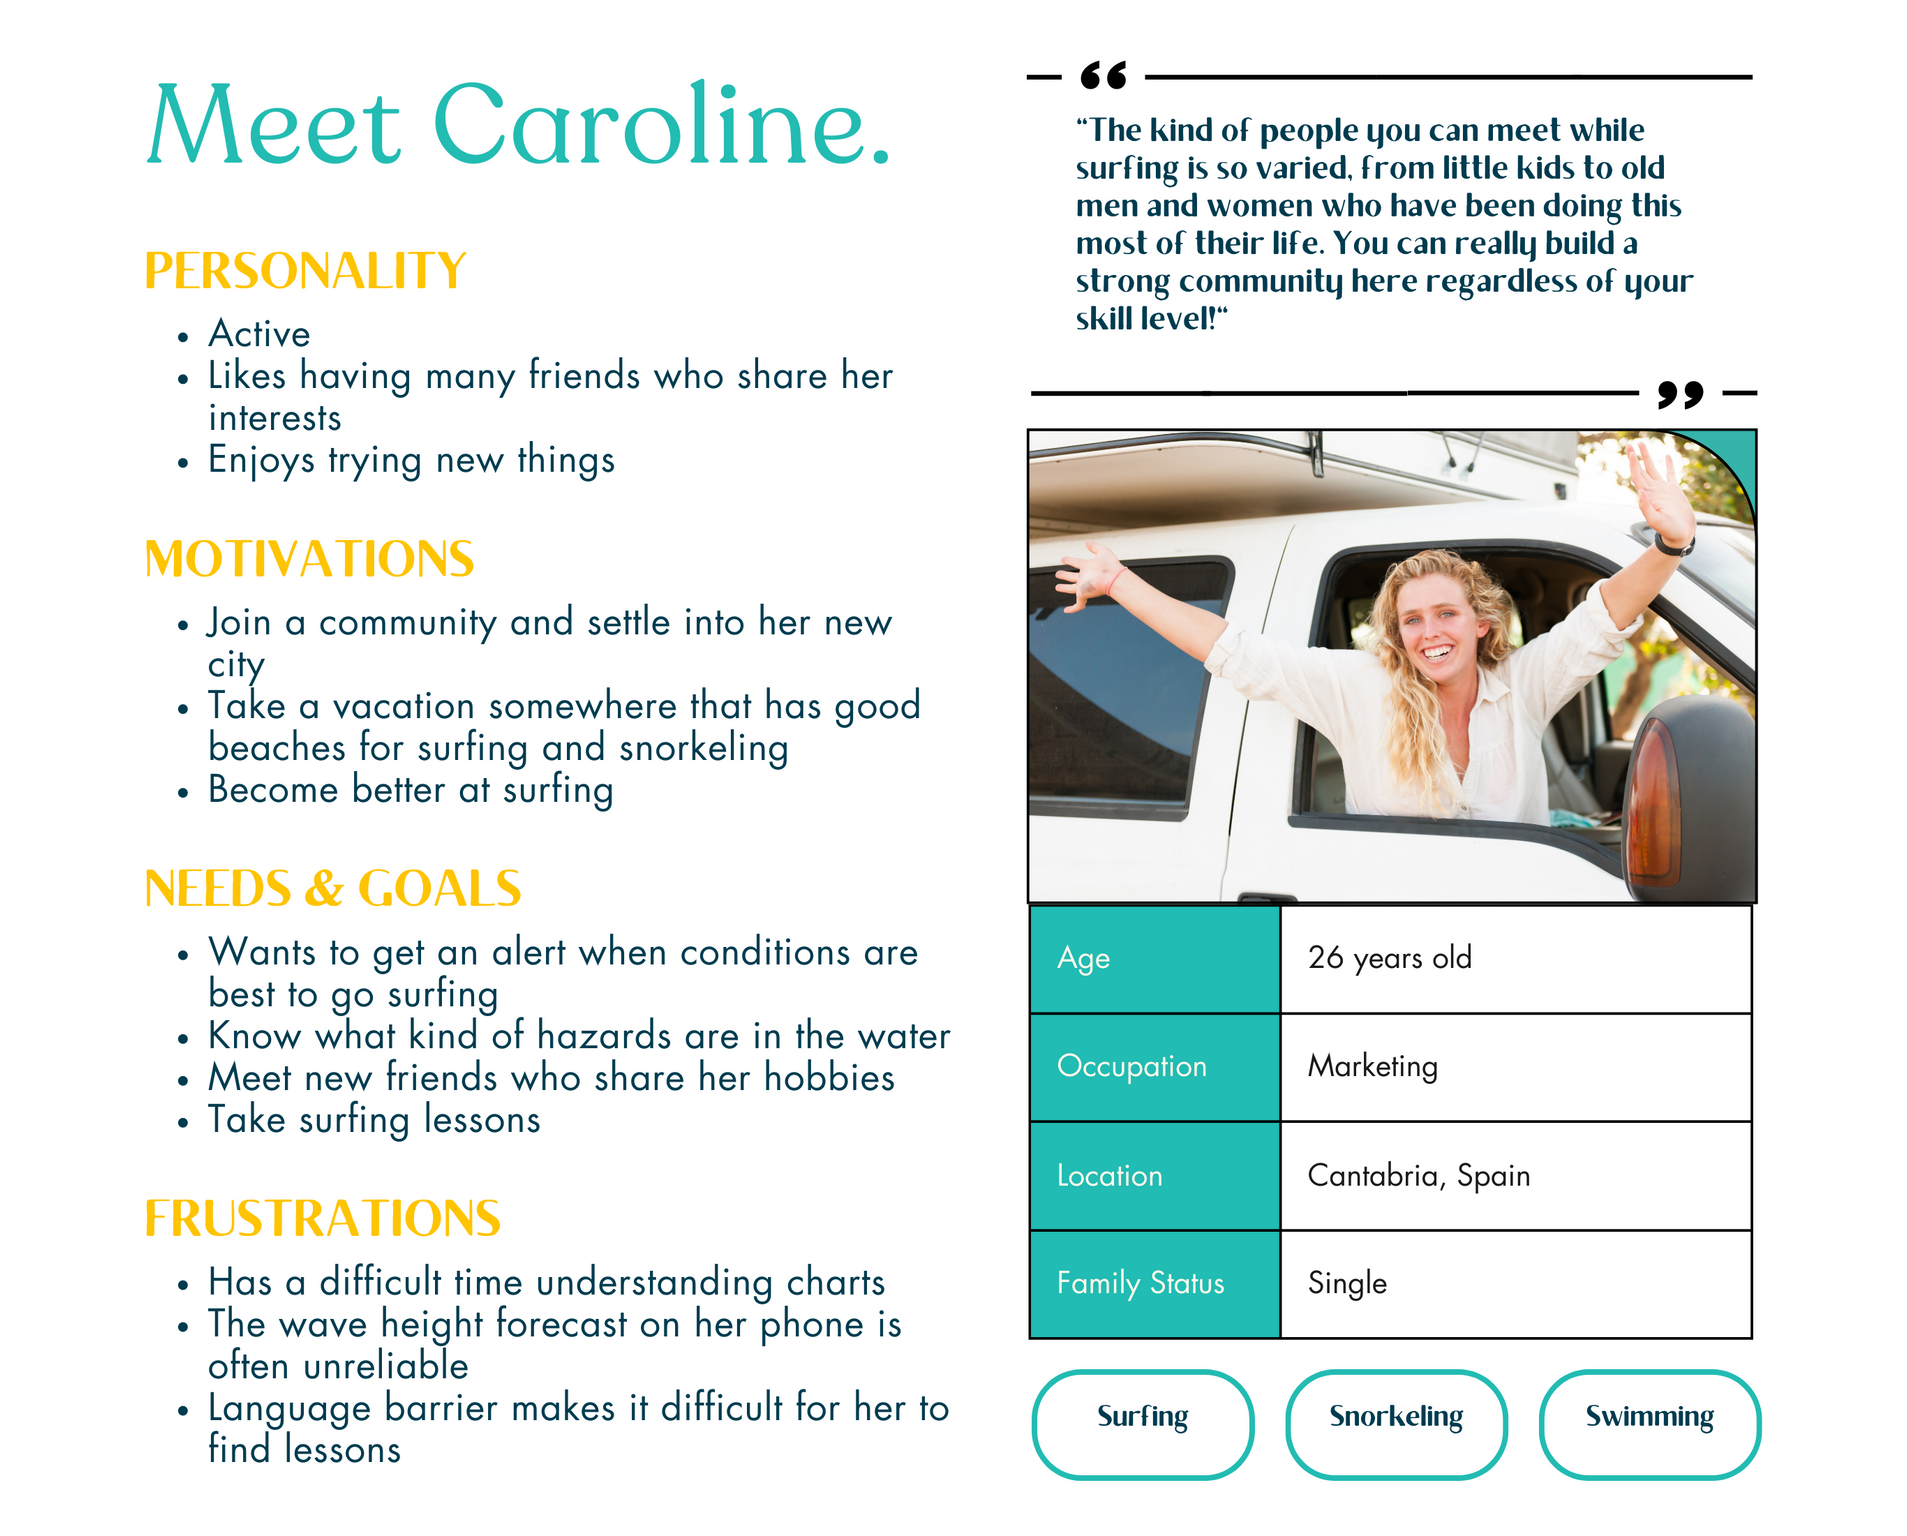 Meet Caroline.
PERSONALITY
• Active
• Likes having many friends who share her
interests
• Enjoys trying new things
MOTIVATIONS
• Join a community and settle into her new
city
• Take a vacation somewhere that has good
beaches for surfing and snorkeling
• Become better at surfing
NEEDS & GOALS
• Wants to get an alert when conditions are
best to go surfing
• Know what kind of hazards are in the water
• Meet new friends who share her hobbies
• Take surfing lessons
FRUSTRATIONS
• Has a difficult time understanding charts
• The wave height forecast on her phone is
often unreliable
• Language barrier makes it difficult for her to
find lessons
“
“The kind of people you can meet while
surfing is so varied, from little kids to old
men and women who have been doing this
most of their life. You can really build a
strong community here regardless of your
skill level!“
”
Age 26 years old
Occupation Marketing
Location Cantabria, Spain
Family Status Single
Surfing Snorkeling Swimming